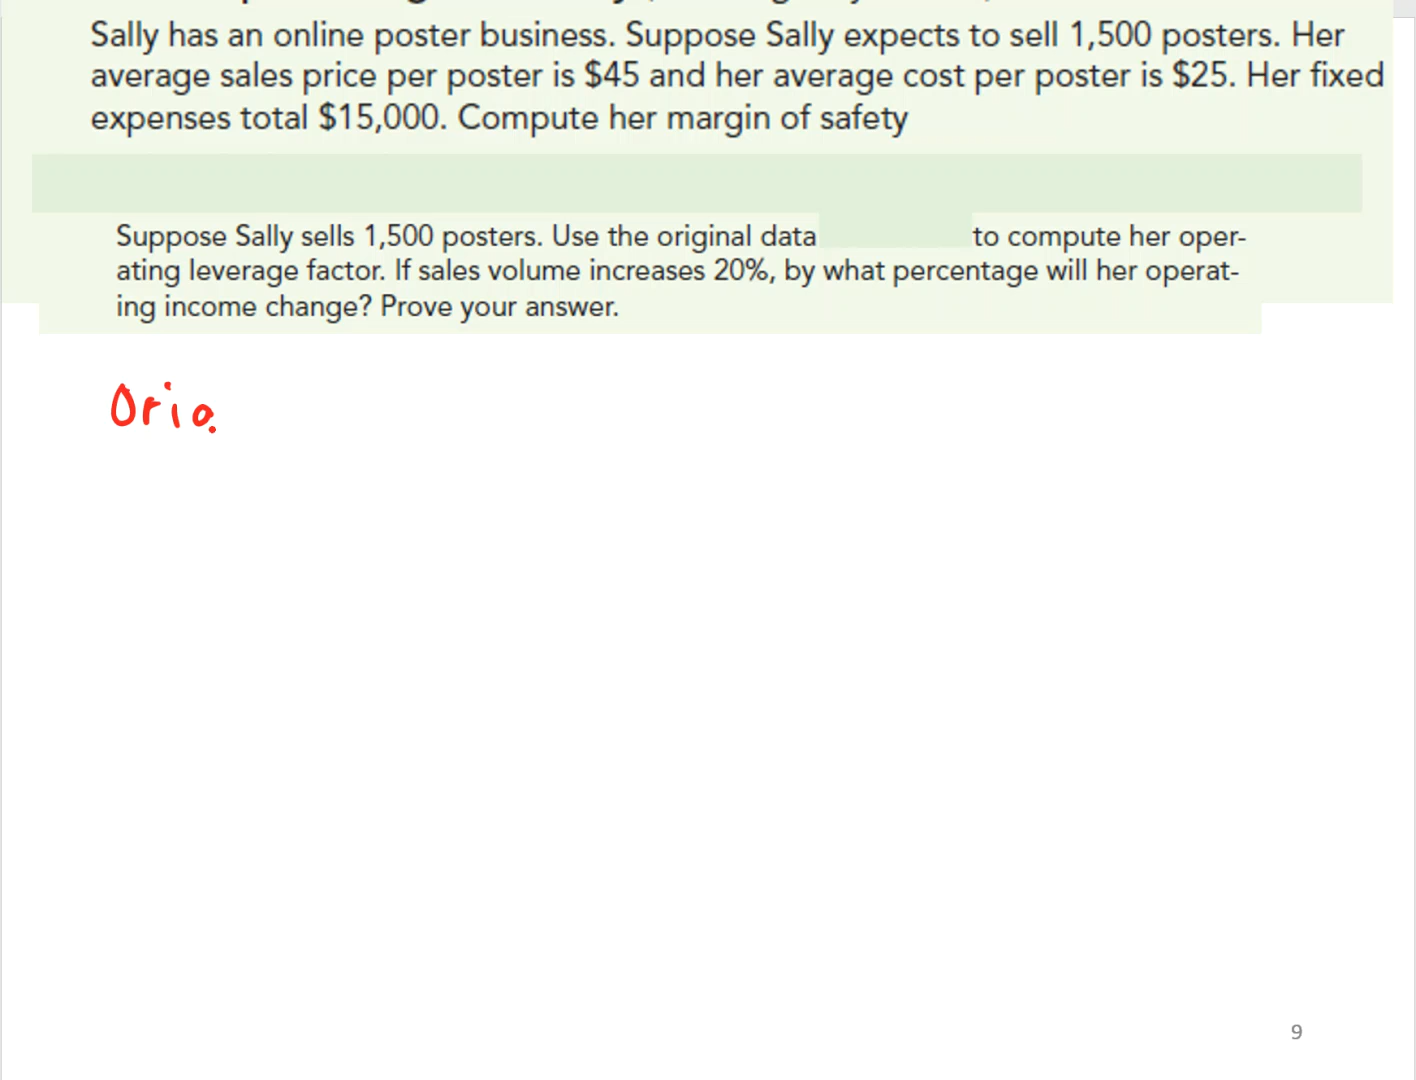 Sally has an online poster business. Suppose Sally expects to sell 1,500 posters. Her
average sales price per poster is $45 and her average cost per poster is $25. Her fixed
expenses total $15,000. Compute her margin of safety
Suppose Sally sells 1,500 posters. Use the original data to compute her oper-
ating leverage factor. If sales volume increases 20%, by what percentage will her operat-
ing income change? Prove your answer.
Orig
9